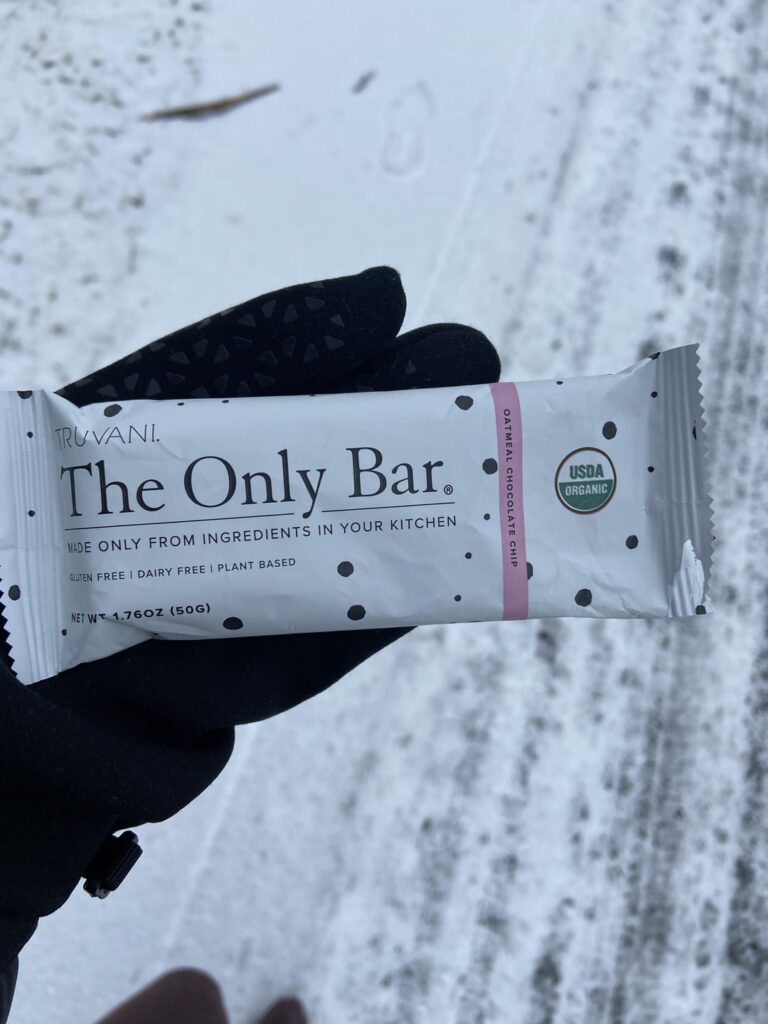 TRUVANI.
The Only Bar®
MADE ONLY FROM INGREDIENTS IN YOUR KITCHEN
GLUTEN FREE | DAIRY FREE | PLANT BASED
NET WT 1.76OZ (50G)
OATMEAL CHOCOLATE CHIP
USDA
ORGANIC